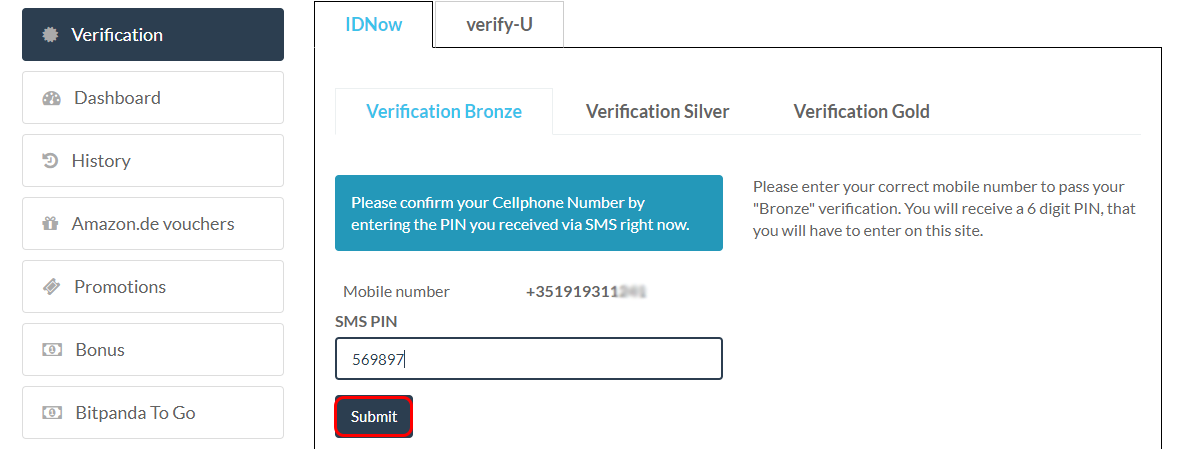 Verification
Dashboard
History
Amazon.de vouchers
Promotions
Bonus
Bitpanda To Go
IDNow
verify-U
Verification Bronze
Verification Silver
Verification Gold
Please confirm your Cellphone Number by
entering the PIN you received via SMS right now.
Please enter your correct mobile number to pass your
"Bronze" verification. You will receive a 6 digit PIN, that
you will have to enter on this site.
Mobile number +351919311
SMS PIN
569897
Submit